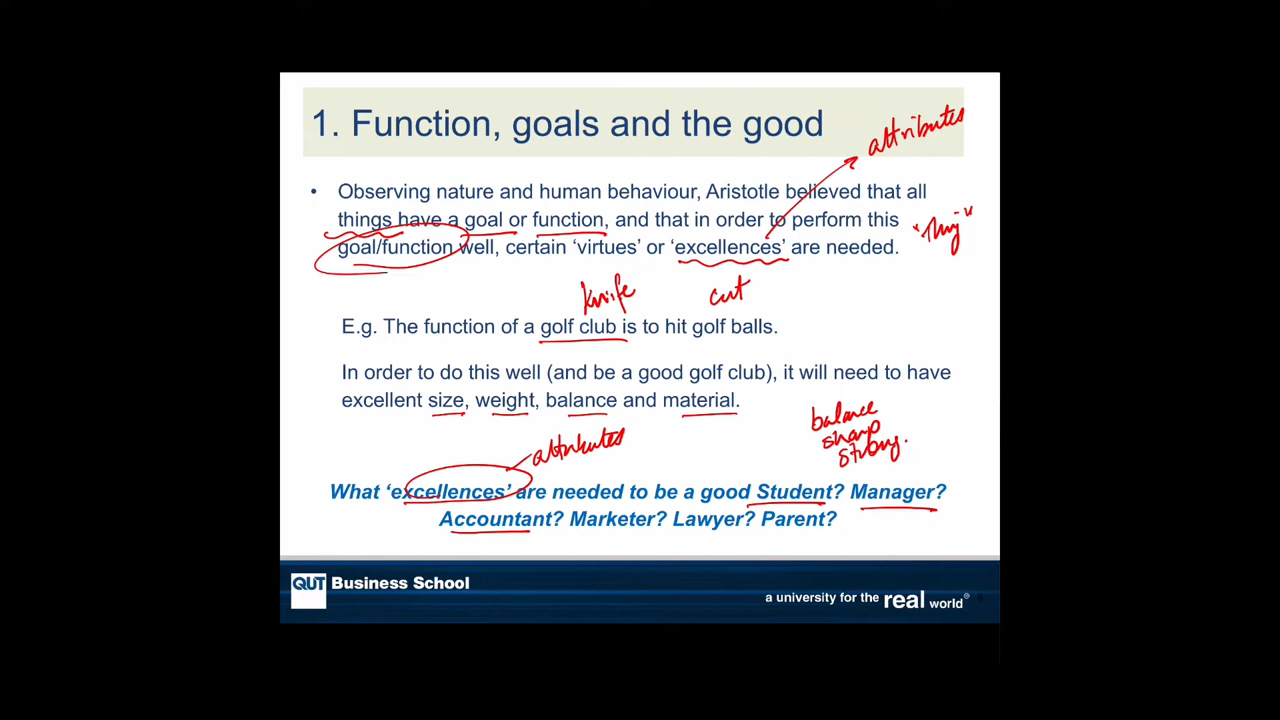 1. Function, goals and the good
attributes
• Observing nature and human behaviour, Aristotle believed that all
things have a goal or function, and that in order to perform this
"thing"
goal/function well, certain ‘virtues’ or ‘excellences’ are needed.
knife cut
E.g. The function of a golf club is to hit golf balls.
In order to do this well (and be a good golf club), it will need to have
excellent size, weight, balance and material.
balance
sharp
strong.
attributes
What ‘excellences’ are needed to be a good Student? Manager?
Accountant? Marketer? Lawyer? Parent?
QUT Business School
a university for the real world